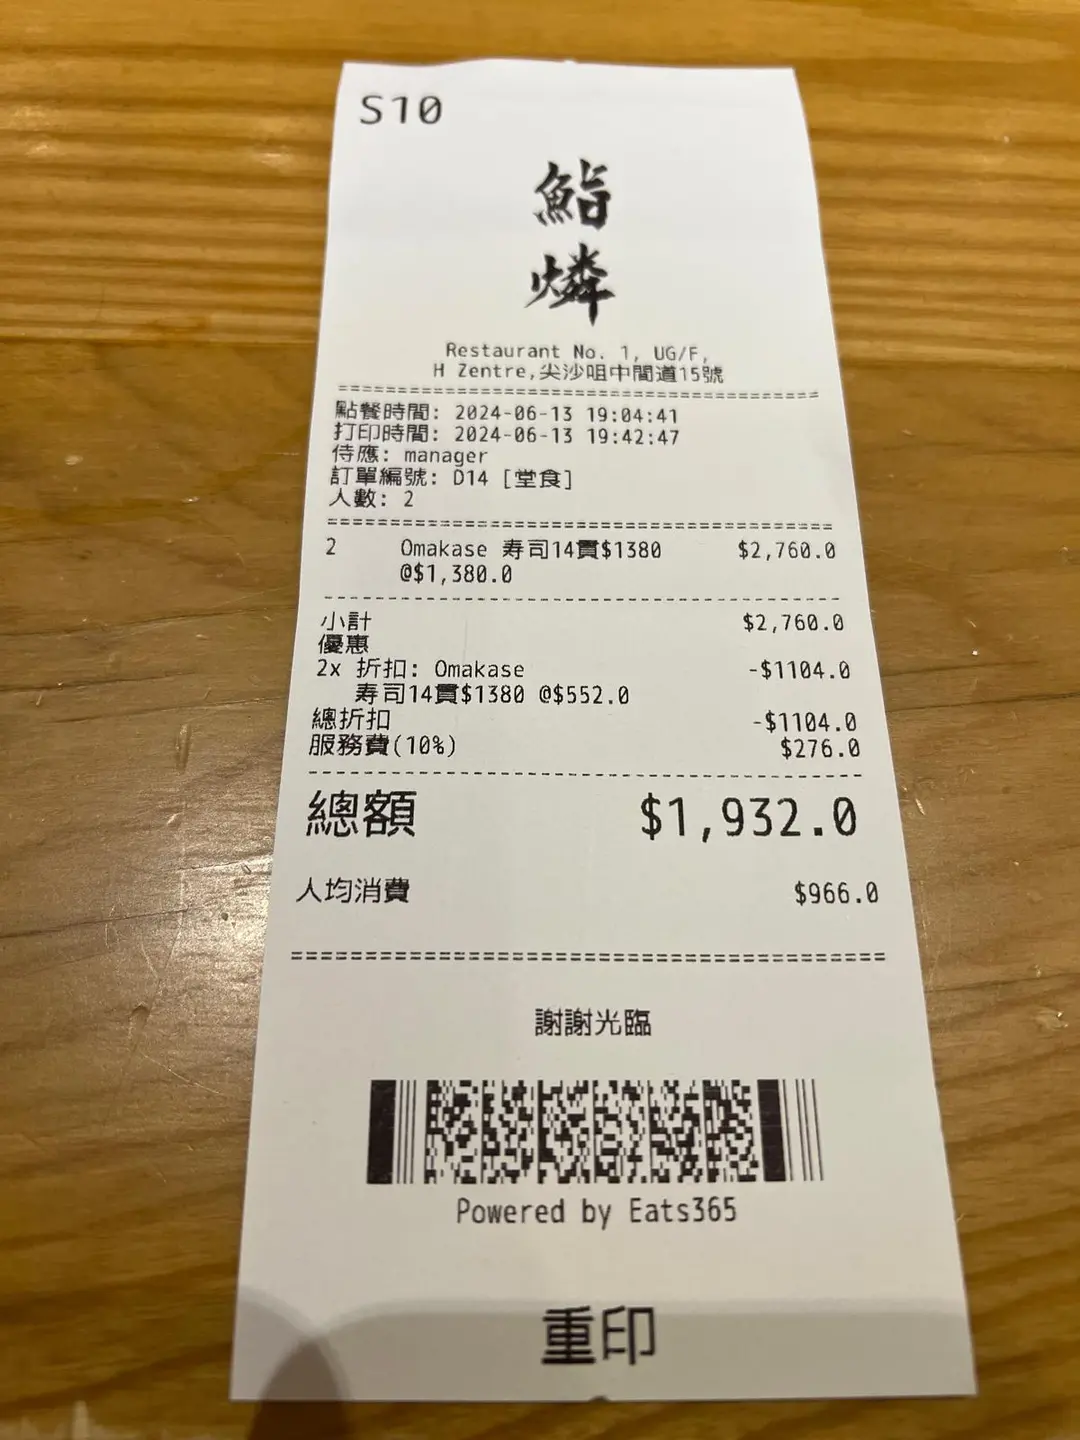 S10
鮨
燐
Restaurant No. 1, UG/F,
H Zentre,尖沙咀中間道15號
點餐時間: 2024-06-13 19:04:41
打印時間: 2024-06-13 19:42:47
侍應: manager
訂單編號: D14 [堂食]
人數: 2
2 Omakase 寿司14貫$1380 $2,760.0
@$1,380.0
小計 $2,760.0
優惠
2x 折扣: Omakase -$1104.0
寿司14貫$1380 @$552.0
總折扣 -$1104.0
服務費(10%) $276.0
總額 $1,932.0
人均消費 $966.0
謝謝光臨
Powered by Eats365
重印